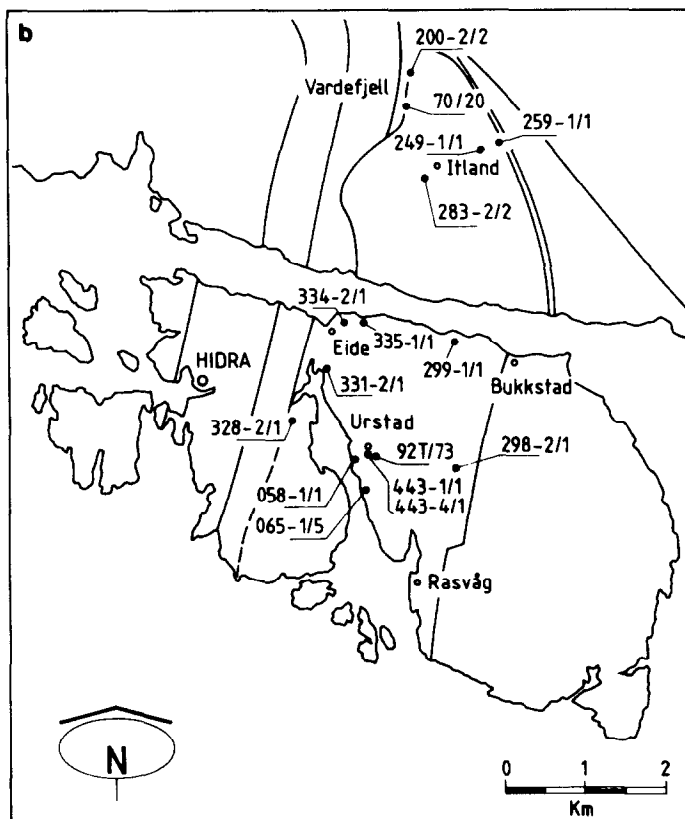 b
200-2/2
Vardefjell
70/20
259-1/1
249-1/1
Itland
283-2/2
334-2/1
Eide
335-1/1
HIDRA
299-1/1
331-2/1
Bukkstad
Urstad
328-2/1
92T/73
298-2/1
058-1/1
443-1/1
443-4/1
065-1/5
Rasvåg
N
0 1 2
Km